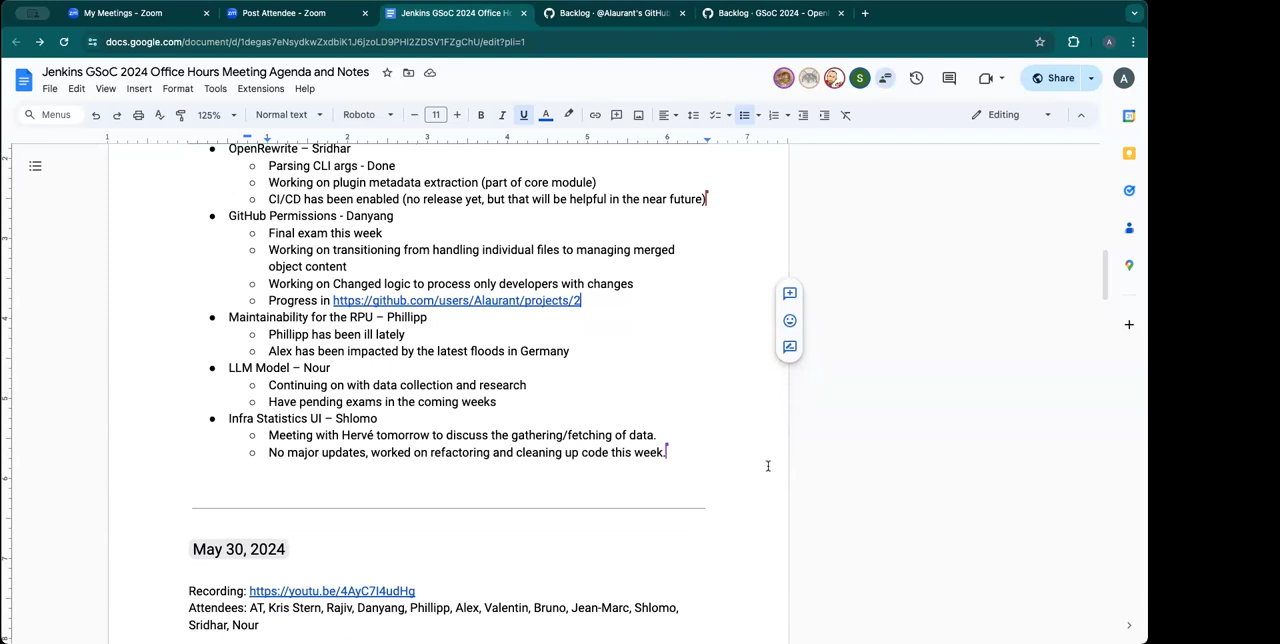 My Meetings - Zoom
Post Attendee - Zoom
Jenkins GSoC 2024 Office H
Backlog · @Alaurant's GitHub
Backlog · GSoC 2024 - Open
docs.google.com/document/d/1degas7eNsydkwZxdbiK1J6jzoLD9PHI2ZDSV1FZgChU/edit?pli=1
A
Jenkins GSoC 2024 Office Hours Meeting Agenda and Notes
S
Share
A
File Edit View Insert Format Tools Extensions Help
Menus
125%
Normal text
Roboto
11
B I U A
Editing
1 1 2 3 4 5 6 7
OpenRewrite – Sridhar
Parsing CLI args - Done
Working on plugin metadata extraction (part of core module)
CI/CD has been enabled (no release yet, but that will be helpful in the near future)
GitHub Permissions - Danyang
Final exam this week
Working on transitioning from handling individual files to managing merged
object content
Working on Changed logic to process only developers with changes
Progress in https://github.com/users/Alaurant/projects/2
Maintainability for the RPU – Phillipp
Phillipp has been ill lately
Alex has been impacted by the latest floods in Germany
LLM Model – Nour
Continuing on with data collection and research
Have pending exams in the coming weeks
Infra Statistics UI – Shlomo
Meeting with Hervé tomorrow to discuss the gathering/fetching of data.
No major updates, worked on refactoring and cleaning up code this week.
May 30, 2024
Recording: https://youtu.be/4AyC7I4udHg
Attendees: AT, Kris Stern, Rajiv, Danyang, Phillipp, Alex, Valentin, Bruno, Jean-Marc, Shlomo,
Sridhar, Nour